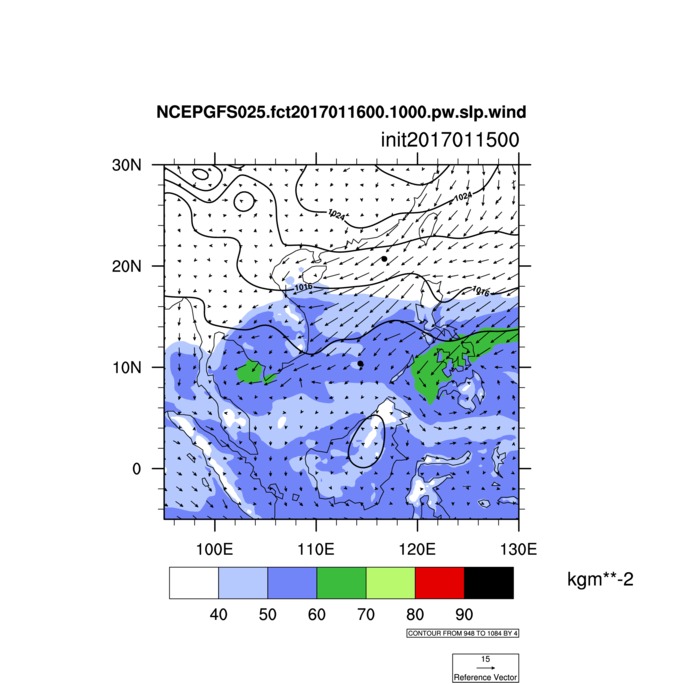 NCEPGFS025.fct2017011600.1000.pw.slp.wind
init2017011500
30N
1024
1024
20N
1016
1016
10N
0
100E 110E 120E 130E
kgm**-2
40 50 60 70 80 90
CONTOUR FROM 948 TO 1084 BY 4
15
Reference Vector